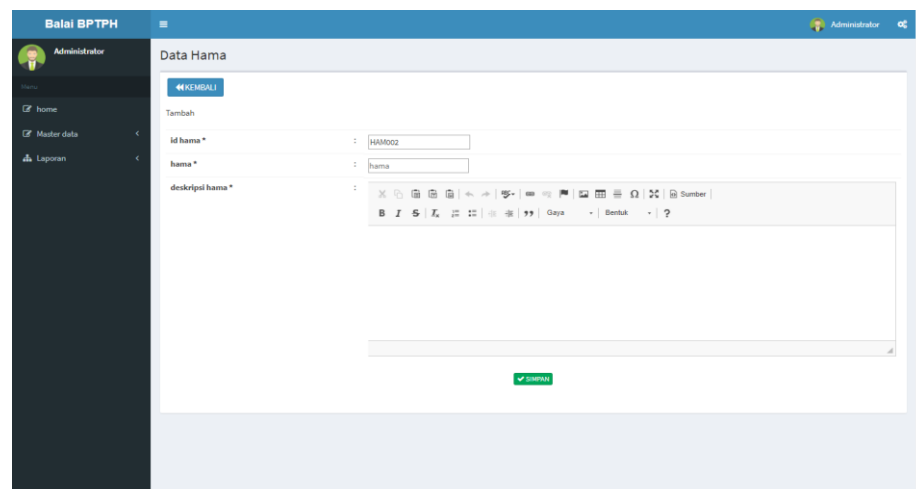 Balai BPTPH
Administrator
Administrator
Menu
home
Master data
Laporan
Data Hama
KEMBALI
Tambah
id hama * : HAM002
hama * : hama
deskripsi hama * :
Sumber
B I S Tx Gaya Bentuk ?
SIMPAN